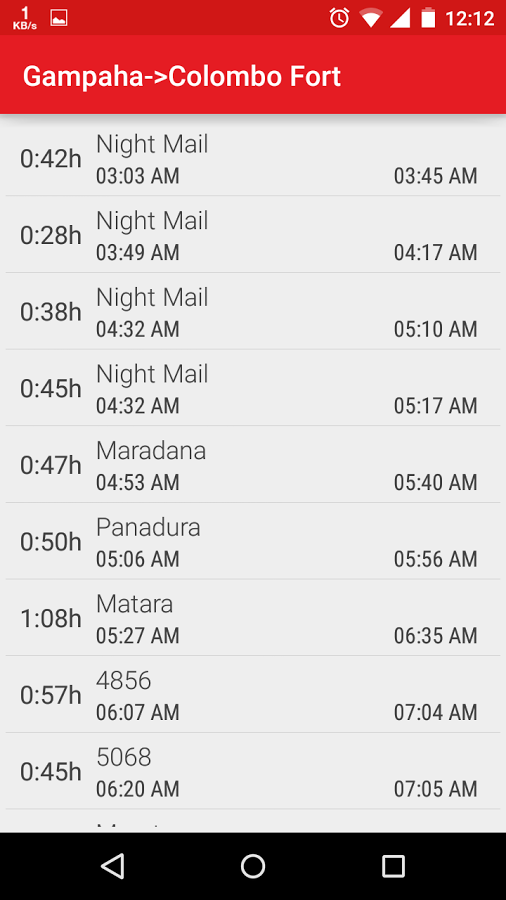 1
KB/s
12:12
Gampaha->Colombo Fort
0:42h
Night Mail
03:03 AM 03:45 AM
0:28h
Night Mail
03:49 AM 04:17 AM
0:38h
Night Mail
04:32 AM 05:10 AM
0:45h
Night Mail
04:32 AM 05:17 AM
0:47h
Maradana
04:53 AM 05:40 AM
0:50h
Panadura
05:06 AM 05:56 AM
1:08h
Matara
05:27 AM 06:35 AM
0:57h
4856
06:07 AM 07:04 AM
0:45h
5068
06:20 AM 07:05 AM